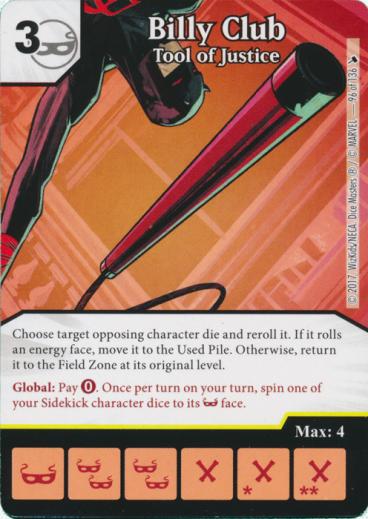 3
Billy Club
Tool of Justice
© 2017 WizKids/NECA. Dice Masters ® / © MARVEL — 96 of 136
Choose target opposing character die and reroll it. If it rolls
an energy face, move it to the Used Pile. Otherwise, return
it to the Field Zone at its original level.
Global: Pay 0. Once per turn on your turn, spin one of
your Sidekick character dice to its face.
Max: 4
*
**